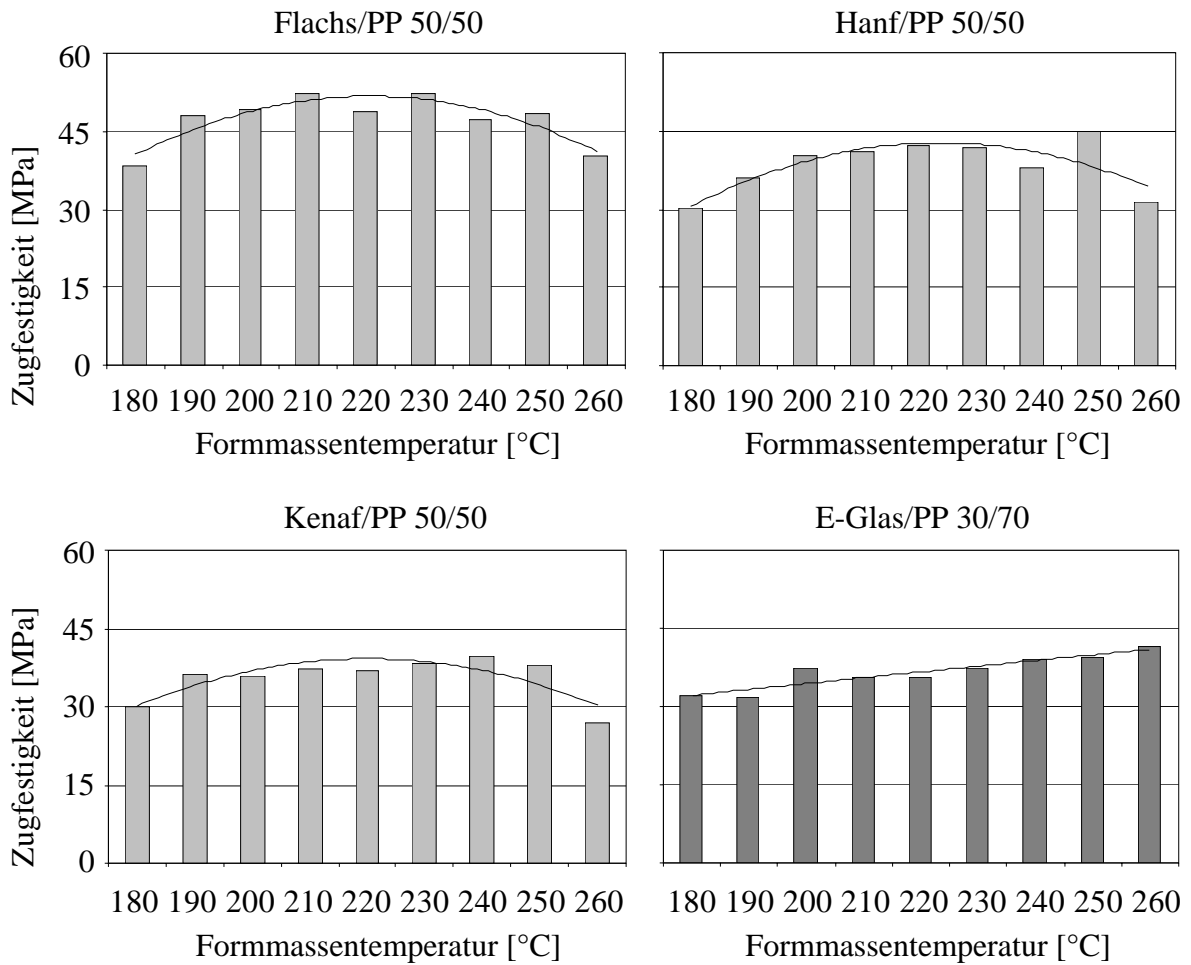 Flachs/PP 50/50
Zugfestigkeit [MPa]
60
45
30
15
0
180 190 200 210 220 230 240 250 260
Formmassentemperatur [°C]
Hanf/PP 50/50
180 190 200 210 220 230 240 250 260
Formmassentemperatur [°C]
Kenaf/PP 50/50
Zugfestigkeit [MPa]
60
45
30
15
0
180 190 200 210 220 230 240 250 260
Formmassentemperatur [°C]
E-Glas/PP 30/70
180 190 200 210 220 230 240 250 260
Formmassentemperatur [°C]